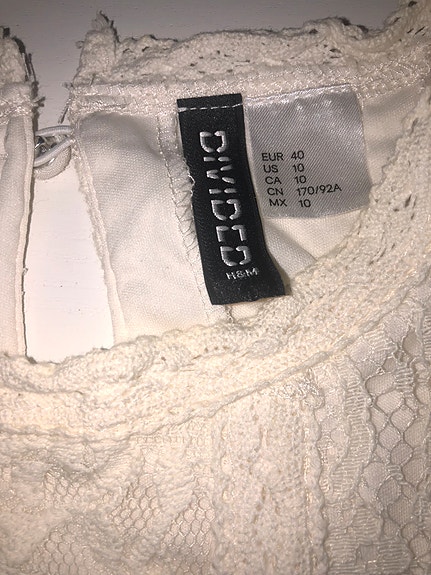 DIVIDED
H&M
EUR 40
US 10
CA 10
CN 170/92A
MX 10